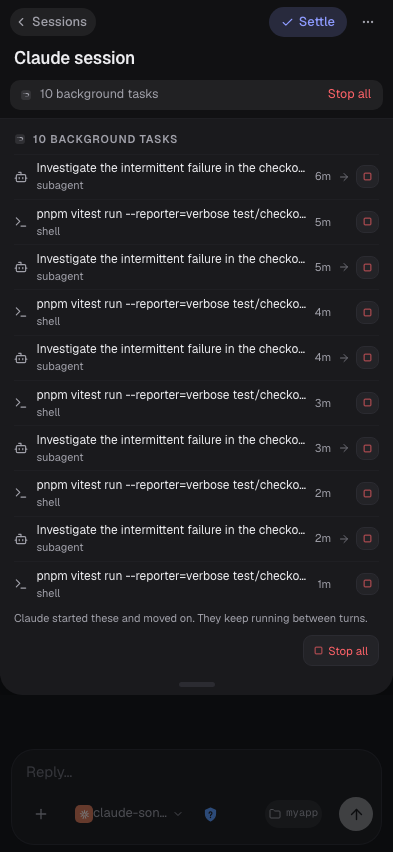 Sessions
Settle
Claude session
10 background tasks
Stop all
10 BACKGROUND TASKS
Investigate the intermittent failure in the checko...
6m
subagent
pnpm vitest run --reporter=verbose test/checko...
5m
shell
Investigate the intermittent failure in the checko...
5m
subagent
pnpm vitest run --reporter=verbose test/checko...
4m
shell
Investigate the intermittent failure in the checko...
4m
subagent
pnpm vitest run --reporter=verbose test/checko...
3m
shell
Investigate the intermittent failure in the checko...
3m
subagent
pnpm vitest run --reporter=verbose test/checko...
2m
shell
Investigate the intermittent failure in the checko...
2m
subagent
pnpm vitest run --reporter=verbose test/checko...
1m
shell
Claude started these and moved on. They keep running between turns.
Stop all
Reply...
claude-son...
myapp